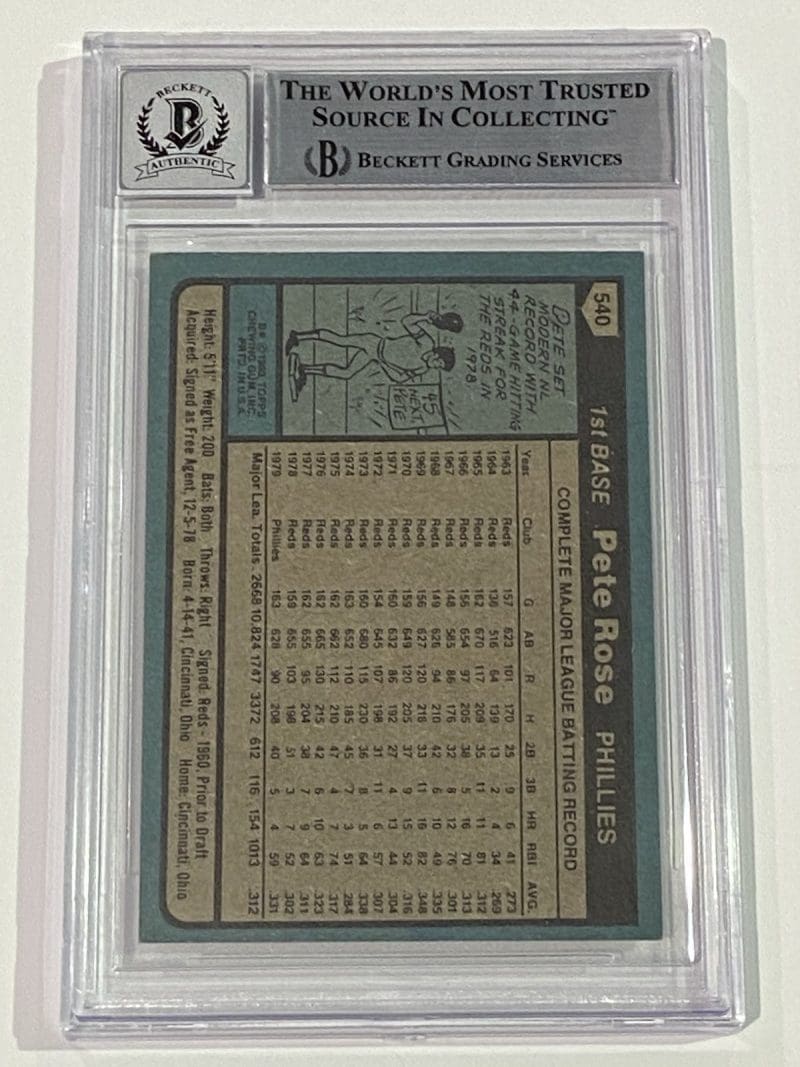 BECKETT
B
AUTHENTIC
THE WORLD'S MOST TRUSTED
SOURCE IN COLLECTING™
B BECKETT GRADING SERVICES
540 1st BASE Pete Rose PHILLIES
PETE SET
MODERN NL
RECORD WITH
44-GAME HITTING
STREAK FOR
THE REDS IN
1978
45
NEXT,
PETE
COMPLETE MAJOR LEAGUE BATTING RECORD
Year Club G AB R H 2B 3B HR RBI AVG.
1963 Reds 157 623 101 170 25 9 6 41 .273
1964 Reds 136 516 64 139 13 2 4 34 .269
1965 Reds 162 670 117 209 35 11 11 81 .312
1966 Reds 156 654 97 205 38 5 16 70 .313
1967 Reds 148 585 86 176 32 8 12 76 .301
1968 Reds 149 626 94 210 42 6 10 49 .335
1969 Reds 156 627 120 218 33 11 16 82 .348
1970 Reds 159 649 120 205 37 9 15 52 .316
1971 Reds 160 632 86 192 27 4 13 44 .304
1972 Reds 154 645 107 198 31 11 6 57 .307
1973 Reds 160 680 115 230 36 8 5 64 .338
1974 Reds 163 652 110 185 45 7 3 51 .284
1975 Reds 162 662 112 210 47 4 7 74 .317
1976 Reds 162 665 130 215 42 6 10 63 .323
1977 Reds 162 655 95 204 38 7 9 64 .311
1978 Reds 159 655 103 198 51 3 7 52 .302
1979 Phillies 163 628 90 208 40 5 4 59 .331
Major Lea. Totals 2668 10,824 1747 3372 612 116 154 1013 .312
© 1980 TOPPS
CHEWING GUM, INC.
PRTD. IN U.S.A.
Height: 5'11" Weight: 200 Bats: Both Throws: Right Signed: Reds - 1960, Prior to Draft
Acquired: Signed as Free Agent, 12-5-78 Born: 4-14-41, Cincinnati, Ohio Home: Cincinnati, Ohio